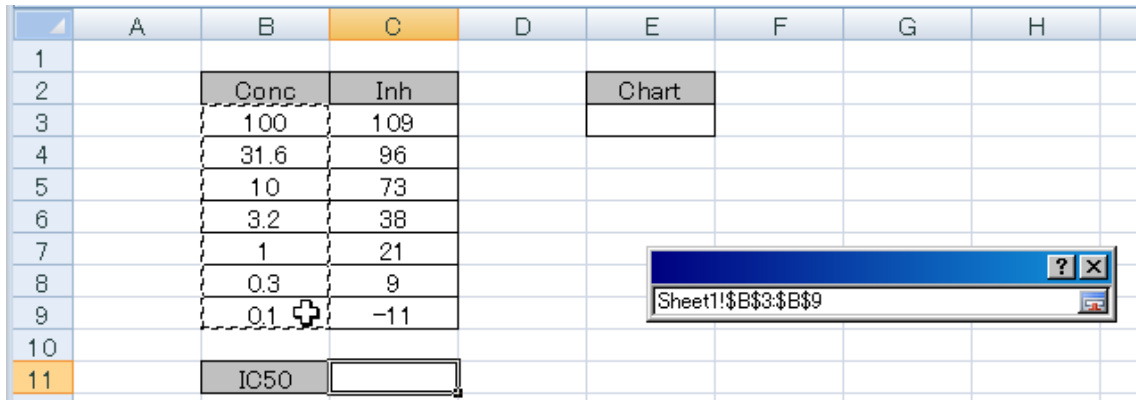 A B C D E F G H
1
2 Conc Inh Chart
3 100 109
4 31.6 96
5 10 73
6 3.2 38
7 1 21
8 0.3 9 ? ×
9 0.1 -11 Sheet1!$B$3:$B$9
10
11 IC50